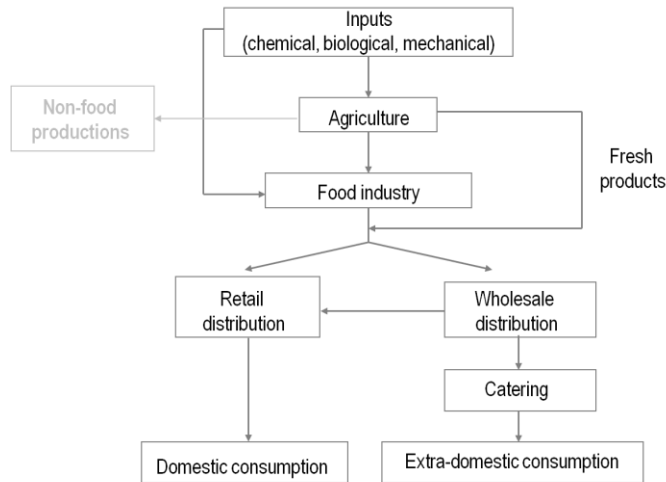 Inputs
(chemical, biological, mechanical)
Non-food
productions
Agriculture
Fresh
products
Food industry
Retail
distribution
Wholesale
distribution
Catering
Domestic consumption
Extra-domestic consumption